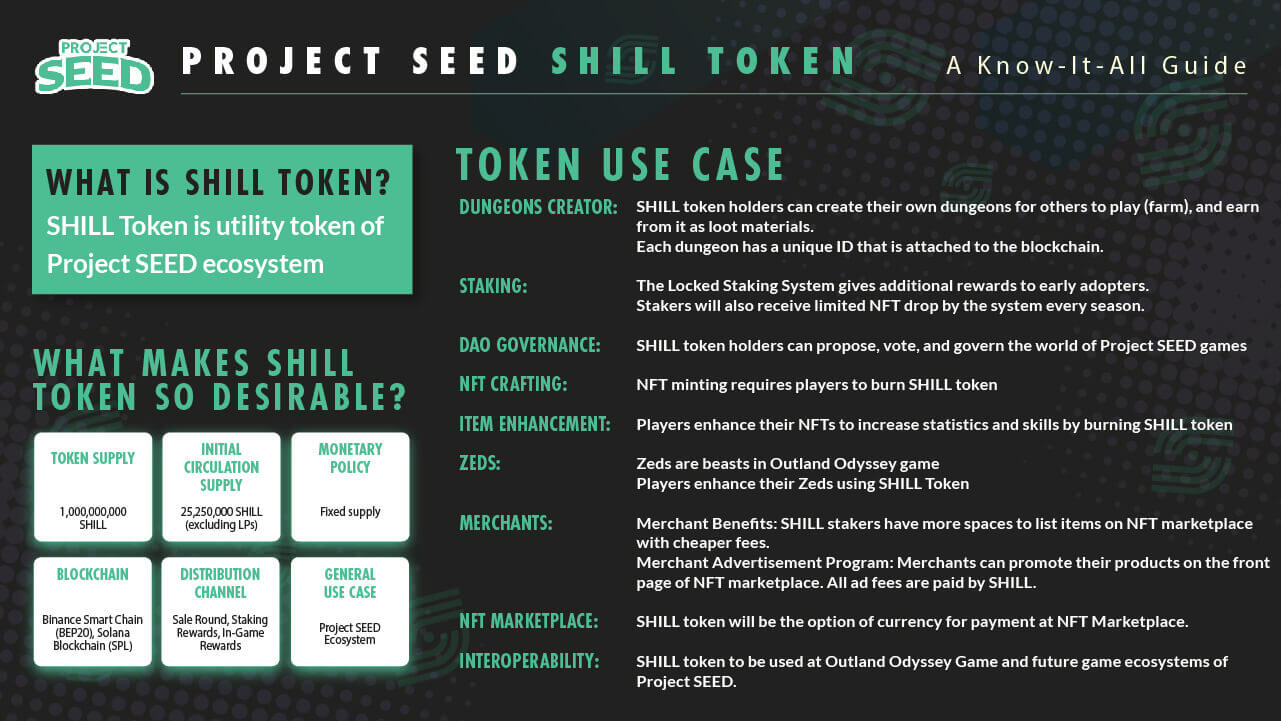 PROJECT
SEED
PROJECT SEED SHILL TOKEN
A Know-It-All Guide
WHAT IS SHILL TOKEN?
SHILL Token is utility token of
Project SEED ecosystem
WHAT MAKES SHILL
TOKEN SO DESIRABLE?
TOKEN SUPPLY
1,000,000,000
SHILL
INITIAL
CIRCULATION
SUPPLY
25,250,000 SHILL
(excluding LPs)
MONETARY
POLICY
Fixed supply
BLOCKCHAIN
Binance Smart Chain
(BEP20), Solana
Blockchain (SPL)
DISTRIBUTION
CHANNEL
Sale Round, Staking
Rewards, In-Game
Rewards
GENERAL
USE CASE
Project SEED
Ecosystem
TOKEN USE CASE
DUNGEONS CREATOR:
SHILL token holders can create their own dungeons for others to play (farm), and earn
from it as loot materials.
Each dungeon has a unique ID that is attached to the blockchain.
STAKING:
The Locked Staking System gives additional rewards to early adopters.
Stakers will also receive limited NFT drop by the system every season.
DAO GOVERNANCE:
SHILL token holders can propose, vote, and govern the world of Project SEED games
NFT CRAFTING:
NFT minting requires players to burn SHILL token
ITEM ENHANCEMENT:
Players enhance their NFTs to increase statistics and skills by burning SHILL token
ZEDS:
Zeds are beasts in Outland Odyssey game
Players enhance their Zeds using SHILL Token
MERCHANTS:
Merchant Benefits: SHILL stakers have more spaces to list items on NFT marketplace
with cheaper fees.
Merchant Advertisement Program: Merchants can promote their products on the front
page of NFT marketplace. All ad fees are paid by SHILL.
NFT MARKETPLACE:
SHILL token will be the option of currency for payment at NFT Marketplace.
INTEROPERABILITY:
SHILL token to be used at Outland Odyssey Game and future game ecosystems of
Project SEED.